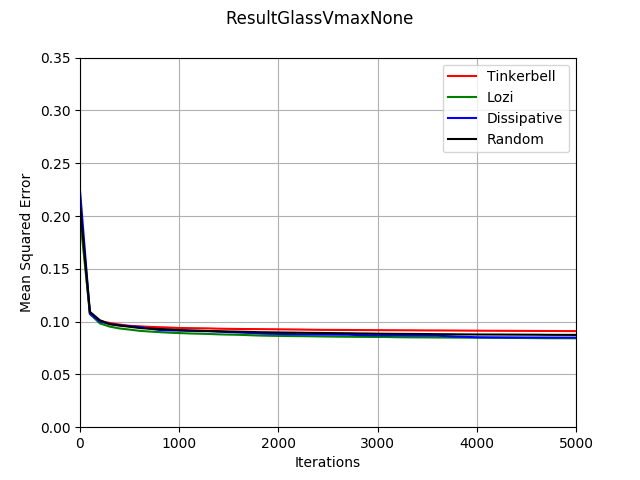 ResultGlassVmaxNone
0.35
0.30
0.25
0.20
0.15
0.10
0.05
0.00
Mean Squared Error
Tinkerbell
Lozi
Dissipative
Random
0 1000 2000 3000 4000 5000
Iterations